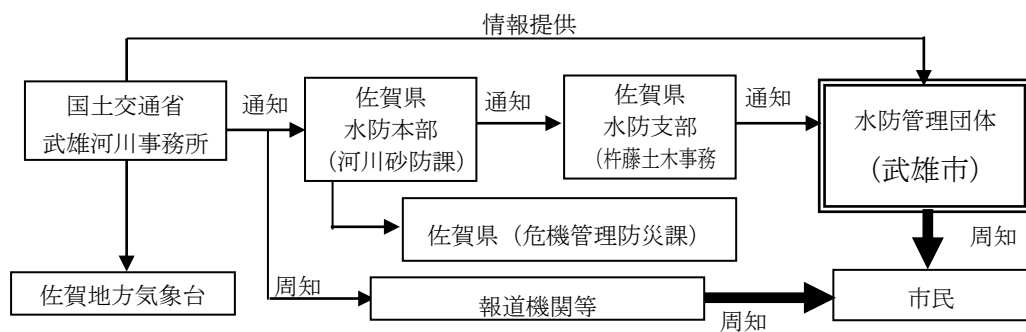 情報提供
国土交通省
武雄河川事務所
通知
佐賀県
水防本部
（河川砂防課）
通知
佐賀県
水防支部
（杵藤土木事務
通知
水防管理団体
（武雄市）
佐賀県（危機管理防災課）
周知
佐賀地方気象台
周知
報道機関等
周知
市民